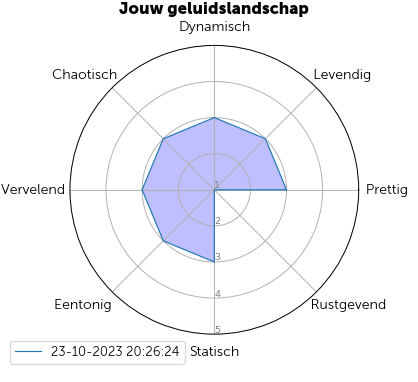 Jouw geluidslandschap
Dynamisch
Chaotisch
Levendig
Vervelend
1
Prettig
2
3
4
Eentonig
Rustgevend
5
23-10-2023 20:26:24
Statisch